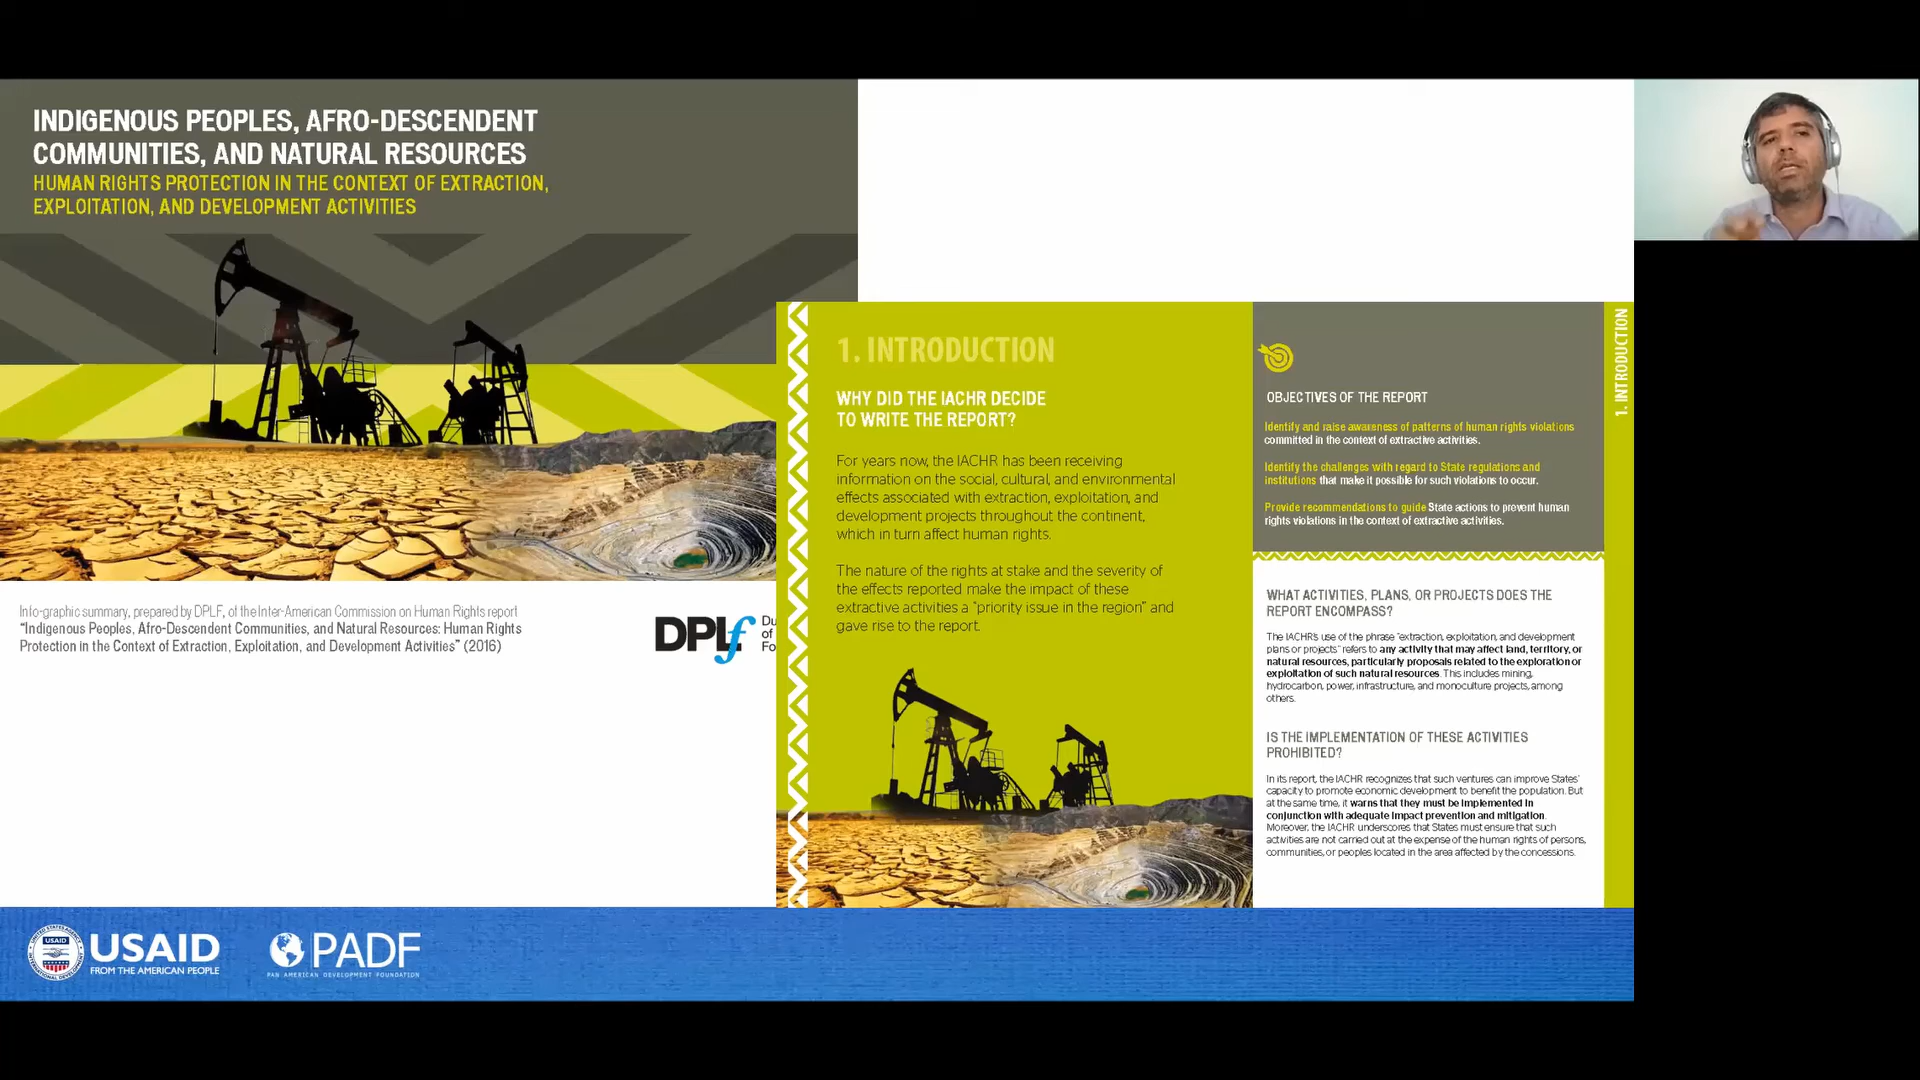 INDIGENOUS PEOPLES, AFRO-DESCENDENT
COMMUNITIES, AND NATURAL RESOURCES
HUMAN RIGHTS PROTECTION IN THE CONTEXT OF EXTRACTION,
EXPLOITATION, AND DEVELOPMENT ACTIVITIES
Info-graphic summary, prepared by DPLF, of the Inter-American Commission on Human Rights report
"Indigenous Peoples, Afro-Descendent Communities, and Natural Resources: Human Rights
Protection in the Context of Extraction, Exploitation, and Development Activities" (2016)
DPLf
Du
of
Fo
1. INTRODUCTION
WHY DID THE IACHR DECIDE
TO WRITE THE REPORT?
For years now, the IACHR has been receiving
information on the social, cultural, and environmental
effects associated with extraction, exploitation, and
development projects throughout the continent,
which in turn affect human rights.
The nature of the rights at stake and the severity of
the effects reported make the impact of these
extractive activities a "priority issue in the region" and
gave rise to the report.
OBJECTIVES OF THE REPORT
Identify and raise awareness of patterns of human rights violations
committed in the context of extractive activities.
Identify the challenges with regard to State regulations and
institutions that make it possible for such violations to occur.
Provide recommendations to guide State actions to prevent human
rights violations in the context of extractive activities.
1. INTRODUCTION
WHAT ACTIVITIES, PLANS, OR PROJECTS DOES THE
REPORT ENCOMPASS?
The IACHR's use of the phrase "extraction, exploitation, and development
plans or projects" refers to any activity that may affect land, territory, or
natural resources, particularly proposals related to the exploration or
exploitation of such natural resources. This includes mining,
hydrocarbon, power, infrastructure, and monoculture projects, among
others.
IS THE IMPLEMENTATION OF THESE ACTIVITIES
PROHIBITED?
In its report, the IACHR recognizes that such ventures can improve States'
capacity to promote economic development to benefit the population. But
at the same time, it warns that they must be implemented in
conjunction with adequate impact prevention and mitigation.
Moreover, the IACHR underscores that States must ensure that such
activities are not carried out at the expense of the human rights of persons,
communities, or peoples located in the area affected by the concessions.
USAID
USAID
FROM THE AMERICAN PEOPLE
PADF
PAN AMERICAN DEVELOPMENT FOUNDATION